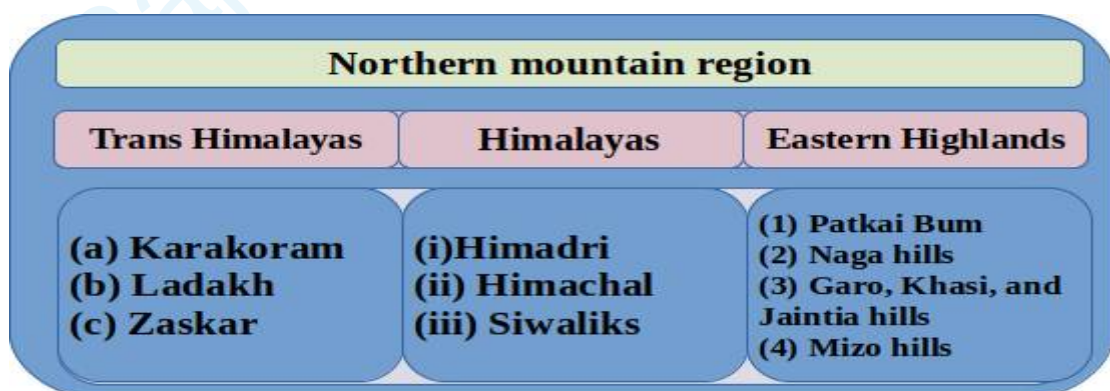 Northern mountain region
Trans Himalayas
Himalayas
Eastern Highlands
(a) Karakoram
(b) Ladakh
(c) Zaskar
(i)Himadri
(ii) Himachal
(iii) Siwaliks
(1) Patkai Bum
(2) Naga hills
(3) Garo, Khasi, and
Jaintia hills
(4) Mizo hills